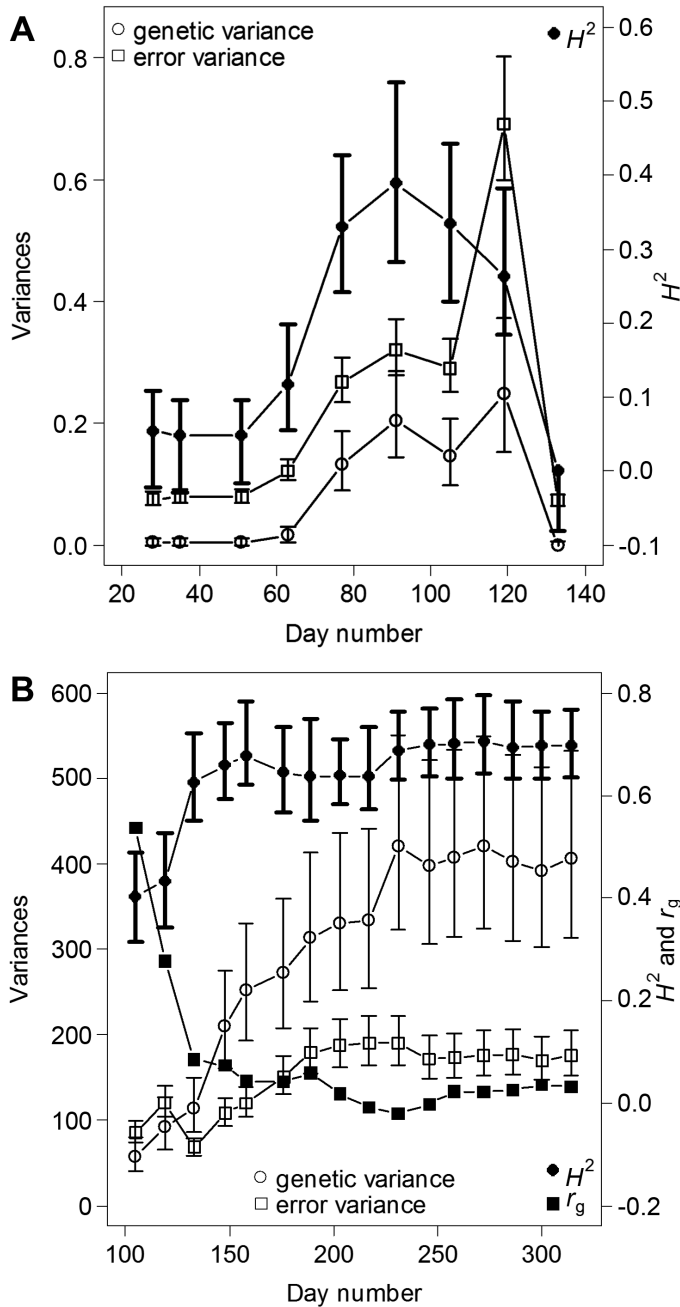 A
genetic variance
error variance
H²
0.8
0.6
0.4
0.2
0.0
Variances
0.6
0.5
0.4
0.3
0.2
0.1
0.0
-0.1
H²
20 40 60 80 100 120 140
Day number
B
600
500
400
300
200
100
0
Variances
0.8
0.6
0.4
0.2
0.0
-0.2
H² and rg
genetic variance
error variance
H²
rg
100 150 200 250 300
Day number